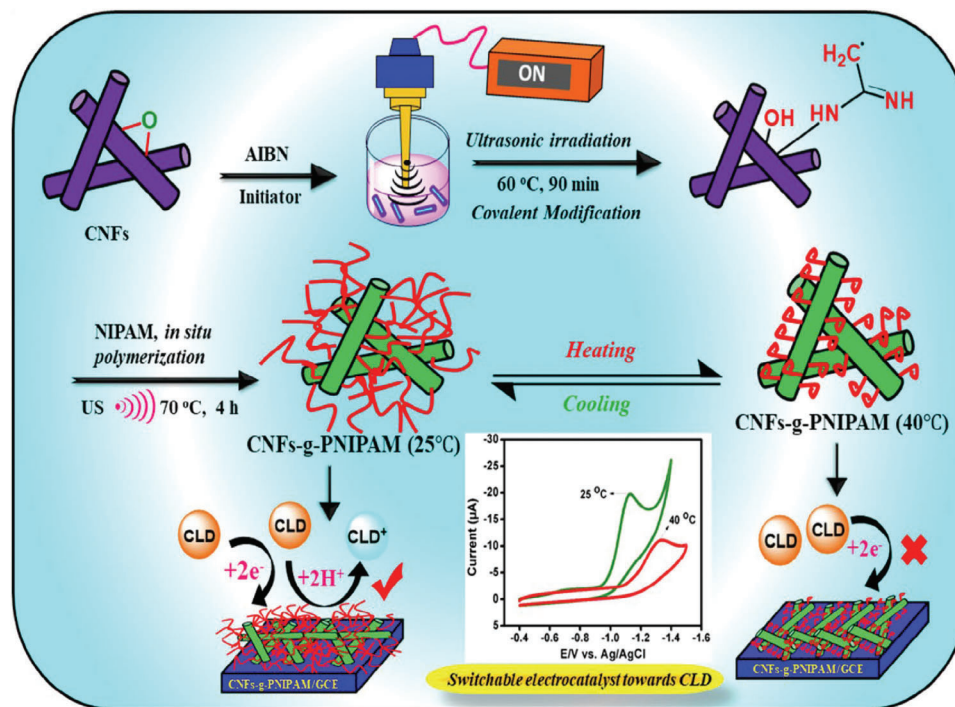 ON
H₂C•
HN
NH
OH
O
CNFs
AIBN
Initiator
Ultrasonic irradiation
60 °C, 90 min
Covalent Modification
NIPAM, in situ
polymerization
US
70 °C, 4 h
CNFs-g-PNIPAM (25℃)
Heating
Cooling
CNFs-g-PNIPAM (40℃)
CLD
CLD
CLD⁺
+2e⁻
+2H⁺
CNFs-g-PNIPAM/GCE
-30
-25
-20
-15
-10
-5
0
5
Current (µA)
25 °C
40 °C
-0.4 -0.6 -0.8 -1.0 -1.2 -1.4 -1.6
E/V vs. Ag/AgCl
Switchable electrocatalyst towards CLD
CLD
CLD
+2e⁻
CNFs-g-PNIPAM/GCE